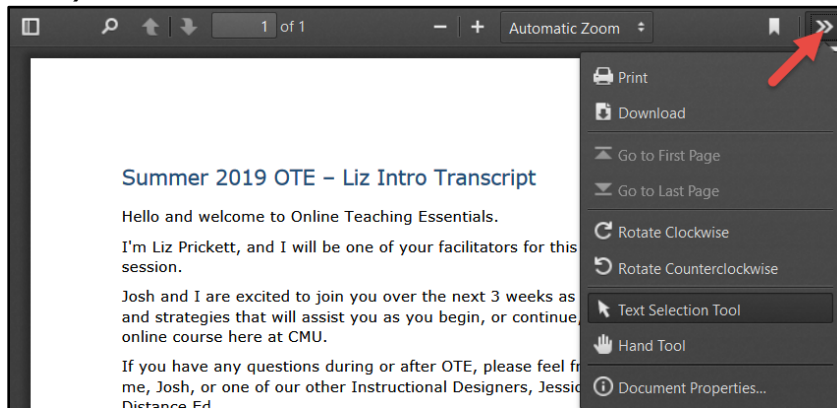 1 of 1
Automatic Zoom
Print
Download
Go to First Page
Go to Last Page
Rotate Clockwise
Rotate Counterclockwise
Text Selection Tool
Hand Tool
Document Properties...
Summer 2019 OTE – Liz Intro Transcript
Hello and welcome to Online Teaching Essentials.
I'm Liz Prickett, and I will be one of your facilitators for this
session.
Josh and I are excited to join you over the next 3 weeks as
and strategies that will assist you as you begin, or continue,
online course here at CMU.
If you have any questions during or after OTE, please feel
me, Josh, or one of our other Instructional Designers,
Distance Ed